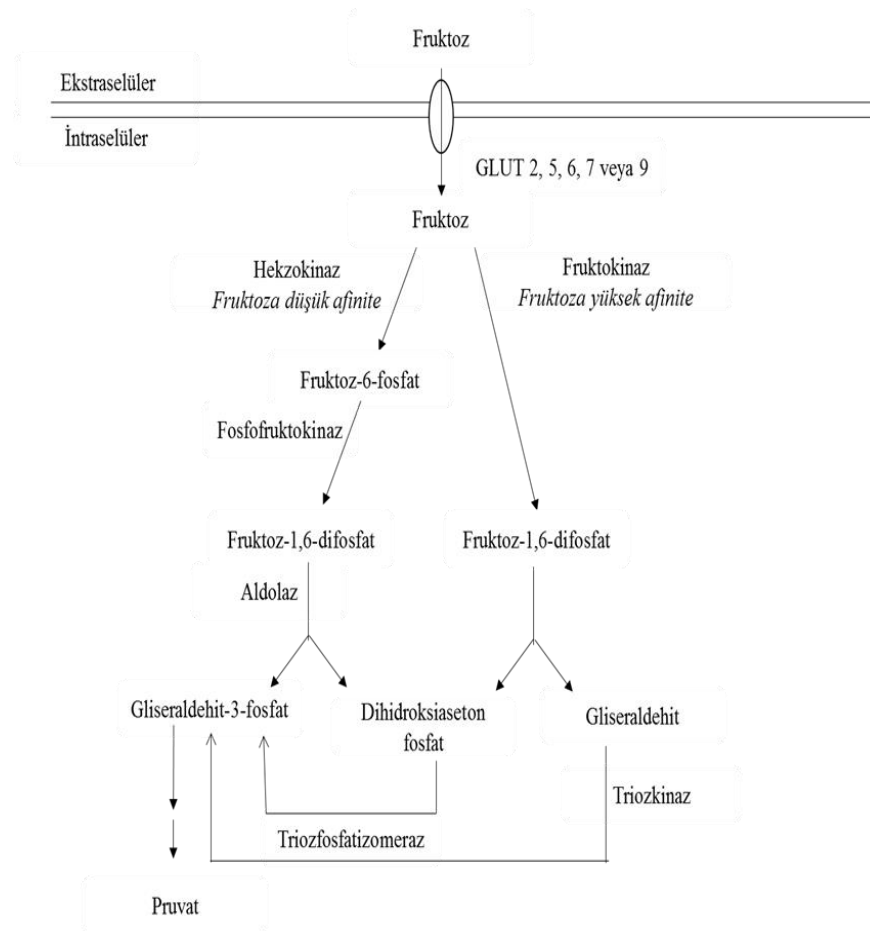 Fruktoz
Ekstraselüler
İntraselüler
GLUT 2, 5, 6, 7 veya 9
Fruktoz
Hekzokinaz
Fruktoza düşük afinite
Fruktokinaz
Fruktoza yüksek afinite
Fruktoz-6-fosfat
Fosfofruktokinaz
Fruktoz-1,6-difosfat
Fruktoz-1,6-difosfat
Aldolaz
Gliseraldehit-3-fosfat
Dihidroksiaseton
fosfat
Gliseraldehit
Triozkinaz
Triozfosfatizomeraz
Pruvat